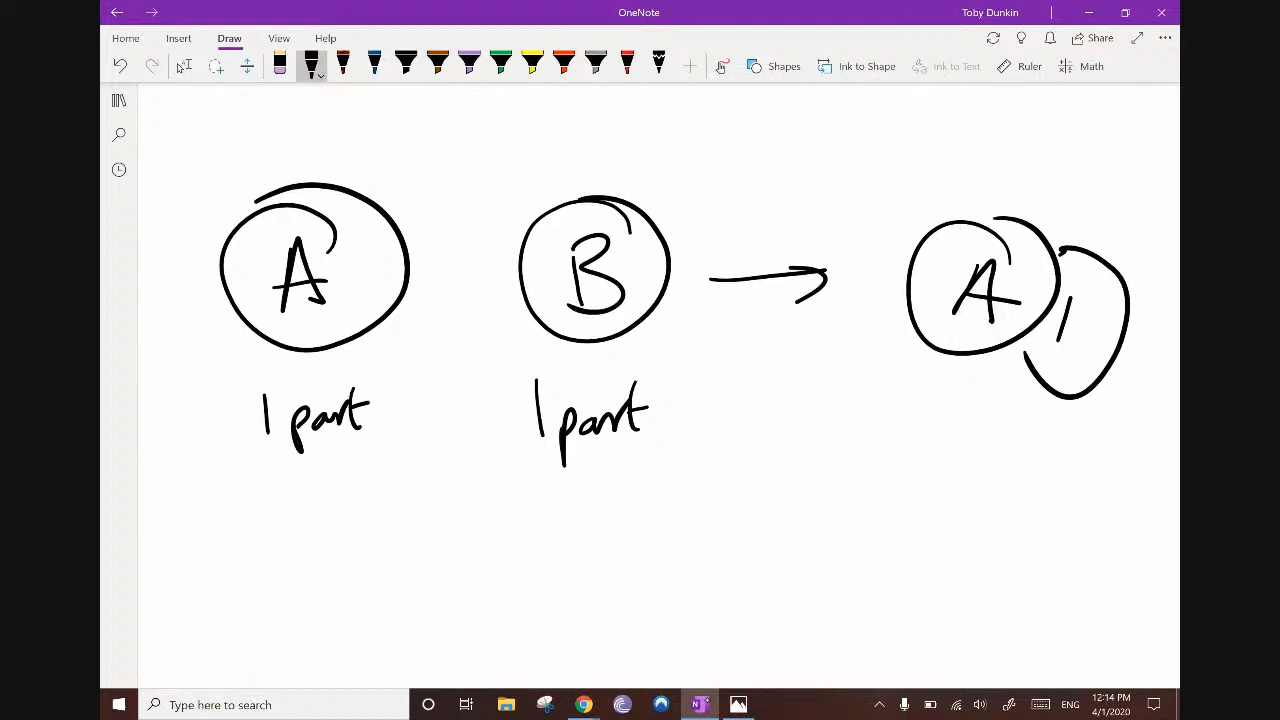 OneNote
Toby Dunkin
Home Insert Draw View Help
Share
Shapes Ink to Shape Ink to Text Ruler Math
A B A
1 part 1 part
Type here to search
ENG
12:14 PM
4/1/2020